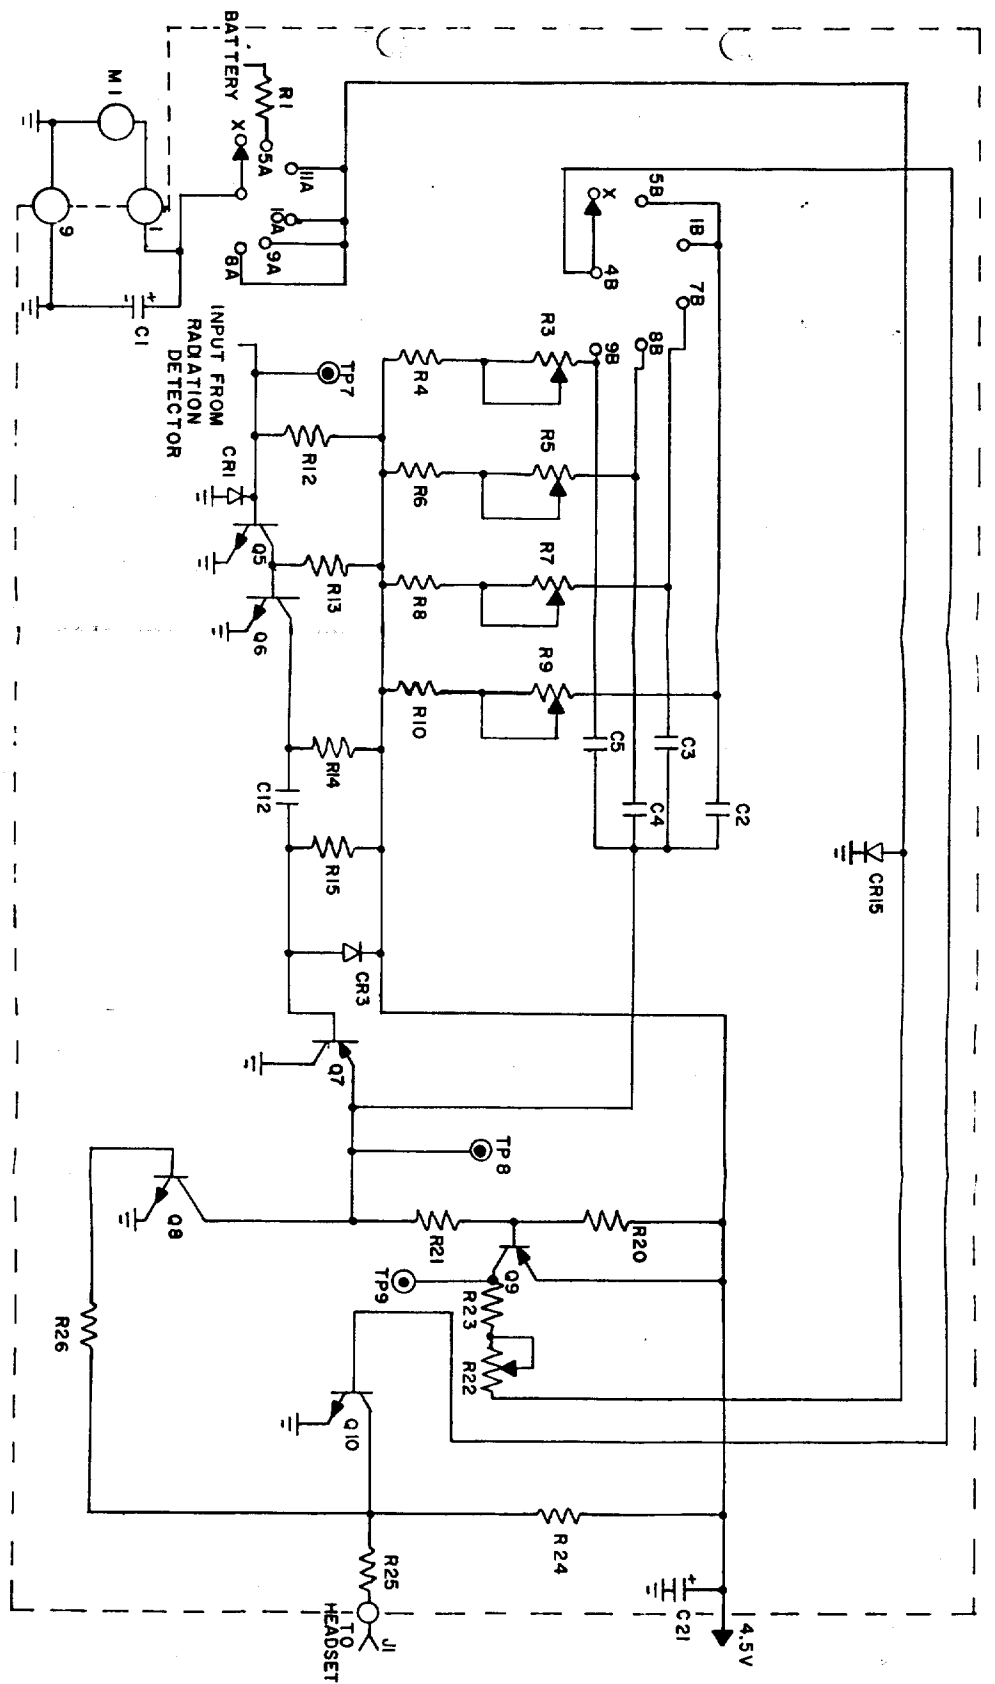 BATTERY
M1
R1
X
5A
11A
10A
9A
8A
1
9
C1
+
-
5B
X
1B
4B
7B
8B
9B
INPUT FROM
RADIATION
DETECTOR
TP7
R3
R4
R5
R6
R7
R8
R9
R10
R12
CR1
Q5
R13
Q6
C5
C3
C4
C2
R14
C12
R15
CR15
CR3
Q7
TP8
Q8
R21
R20
TP9
Q9
R23
R22
R26
Q10
R24
R25
+
C21
4.5V
J1
TO
HEADSET